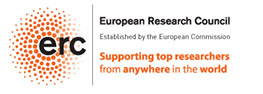 erc
European Research Council
Established by the European Commission
Supporting top researchers
from anywhere in the world